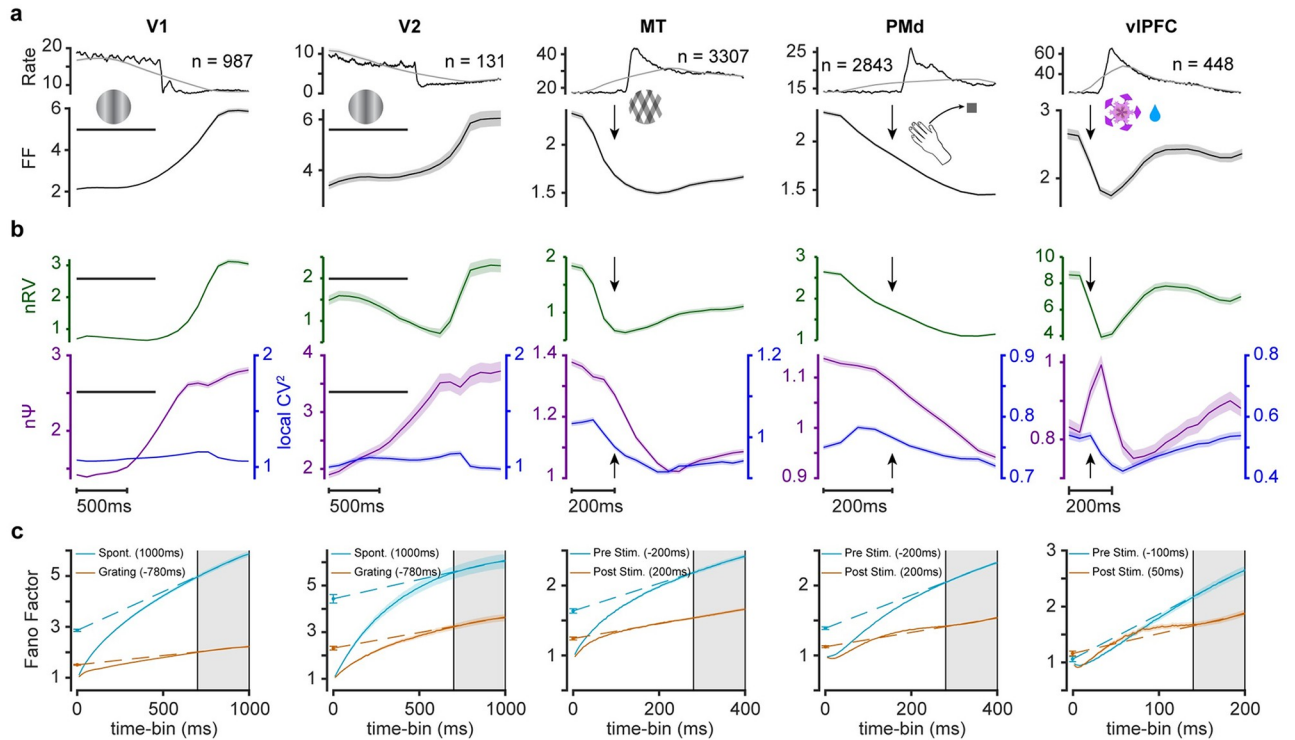 a
V1
V2
MT
PMd
vlPFC
Rate
20
10
n = 987
10
5
0
n = 131
40
20
n = 3307
25
15
n = 2843
60
40
n = 448
FF
6
4
2
6
4
2
1.5
2
1.5
3
2
b
nRV
3
2
1
2
1
2
1
3
2
1
10
8
6
4
nΨ
3
2
2
1
local CV²
4
3
2
2
1
1.4
1.2
1
1.2
1
1.1
1
0.9
0.9
0.8
0.7
1
0.8
0.8
0.6
0.4
500ms
500ms
200ms
200ms
200ms
c
Fano Factor
Spont. (1000ms)
Grating (-780ms)
5
3
1
0
500
1000
time-bin (ms)
Spont. (1000ms)
Grating (-780ms)
5
3
1
0
500
1000
time-bin (ms)
Pre Stim. (-200ms)
Post Stim. (200ms)
2
1
0
200
400
time-bin (ms)
Pre Stim. (-200ms)
Post Stim. (200ms)
2
1
0
200
400
time-bin (ms)
Pre Stim. (-100ms)
Post Stim. (50ms)
3
2
1
0
100
200
time-bin (ms)